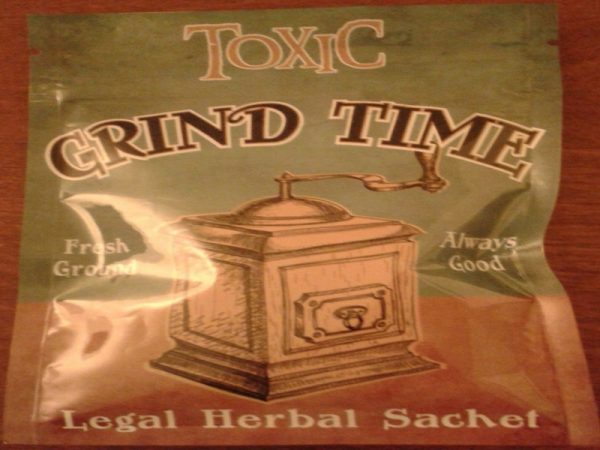 TOXIC
GRIND TIME
Fresh
Ground
Always
Good
Legal Herbal Sachet